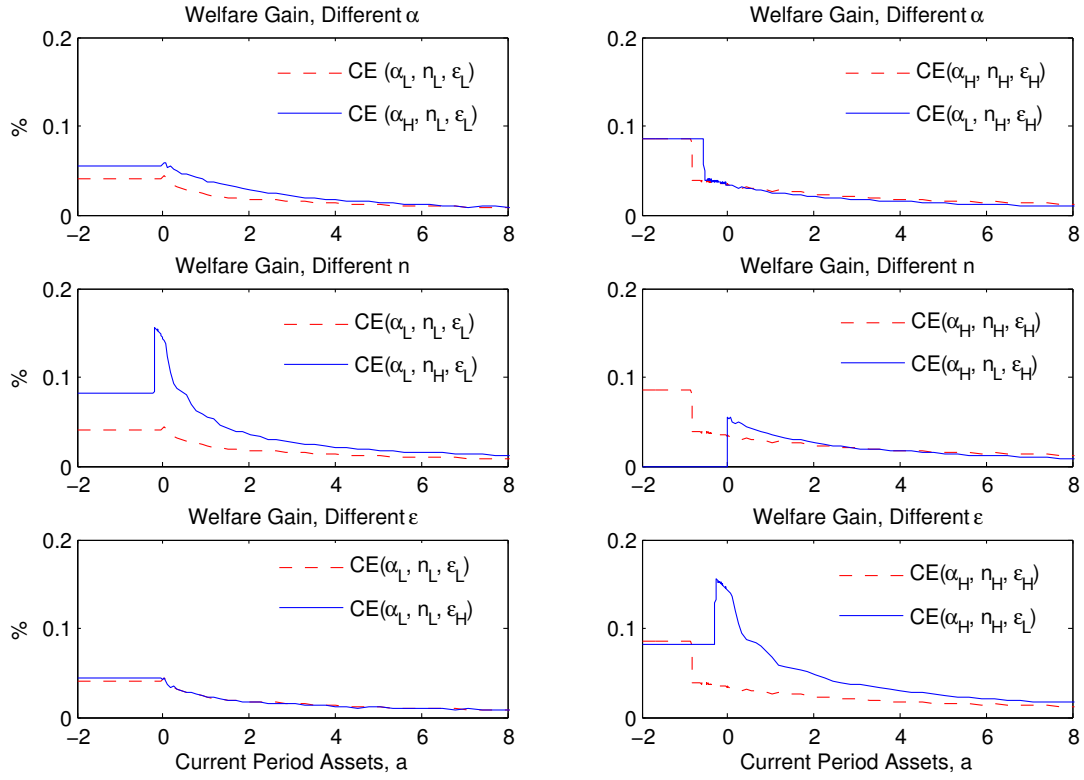 Welfare Gain, Different α
0.2
0.1
0
%
CE (α_L, n_L, ε_L)
CE (α_H, n_L, ε_L)
−2 0 2 4 6 8
Welfare Gain, Different α
0.2
0.1
0
CE(α_H, n_H, ε_H)
CE(α_L, n_H, ε_H)
−2 0 2 4 6 8
Welfare Gain, Different n
0.2
0.1
0
%
CE(α_L, n_L, ε_L)
CE(α_L, n_H, ε_L)
−2 0 2 4 6 8
Welfare Gain, Different n
0.2
0.1
0
CE(α_H, n_H, ε_H)
CE(α_H, n_L, ε_H)
−2 0 2 4 6 8
Welfare Gain, Different ε
0.2
0.1
0
%
CE(α_L, n_L, ε_L)
CE(α_L, n_L, ε_H)
−2 0 2 4 6 8
Current Period Assets, a
Welfare Gain, Different ε
0.2
0.1
0
CE(α_H, n_H, ε_H)
CE(α_H, n_H, ε_L)
−2 0 2 4 6 8
Current Period Assets, a